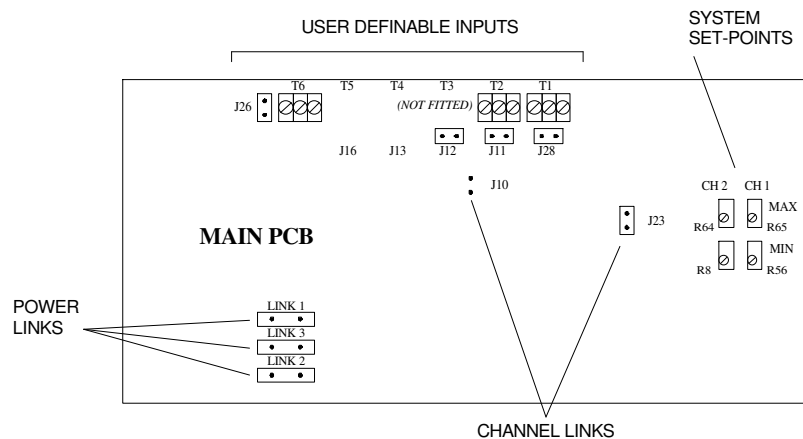 USER DEFINABLE INPUTS
SYSTEM
SET-POINTS
T6 T5 T4 T3 T2 T1
J26
(NOT FITTED)
J16 J13 J12 J11 J28
J10
CH 2 CH 1
MAX
J23
R64 R65
MAIN PCB
MIN
R8 R56
POWER
LINKS
LINK 1
LINK 3
LINK 2
CHANNEL LINKS